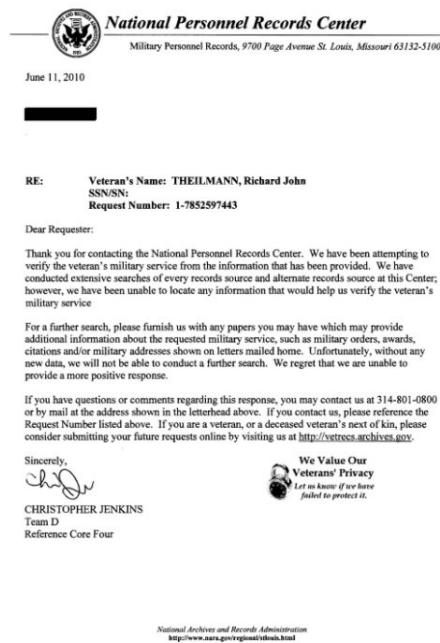 National Personnel Records Center
Military Personnel Records, 9700 Page Avenue St. Louis, Missouri 63132-5100
June 11, 2010
RE: Veteran's Name: THEILMANN, Richard John
SSN/SN:
Request Number: 1-7852597443
Dear Requester:
Thank you for contacting the National Personnel Records Center. We have been attempting to
verify the veteran's military service from the information that has been provided. We have
conducted extensive searches of every records source and alternate records source at this Center;
however, we have been unable to locate any information that would help us verify the veteran's
military service
For a further search, please furnish us with any papers you may have which may provide
additional information about the requested military service, such as military orders, awards,
citations and/or military addresses shown on letters mailed home. Unfortunately, without any
new data, we will not be able to conduct a further search. We regret that we are unable to
provide a more positive response.
If you have questions or comments regarding this response, you may contact us at 314-801-0800
or by mail at the address shown in the letterhead above. If you contact us, please reference the
Request Number listed above. If you are a veteran, or a deceased veteran's next of kin, please
consider submitting your future requests online by visiting us at http://vetrecs.archives.gov.
Sincerely,
CHRISTOPHER JENKINS
Team D
Reference Core Four
We Value Our
Veterans' Privacy
Let us know if we have
failed to protect it.
National Archives and Records Administration
http://www.nara.gov/regional/stlouis.html